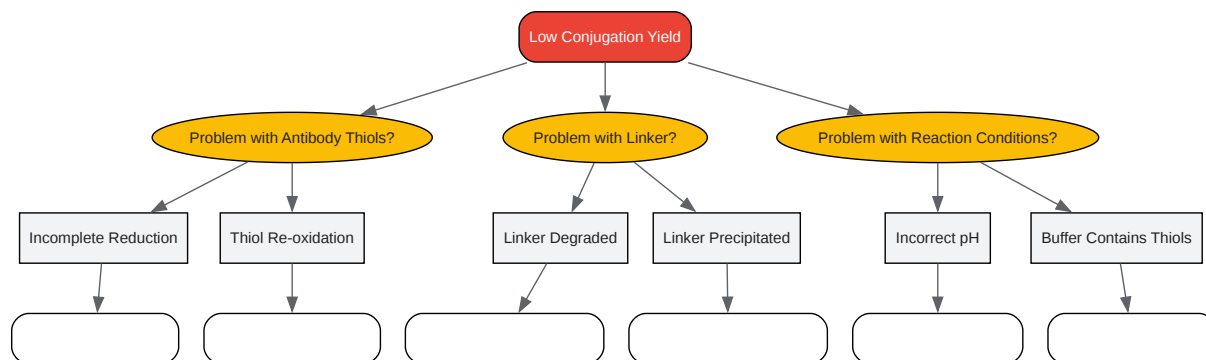 Low Conjugation Yield
Problem with Antibody Thiols?
Problem with Linker?
Problem with Reaction Conditions?
Incomplete Reduction
Thiol Re-oxidation
Linker Degraded
Linker Precipitated
Incorrect pH
Buffer Contains Thiols